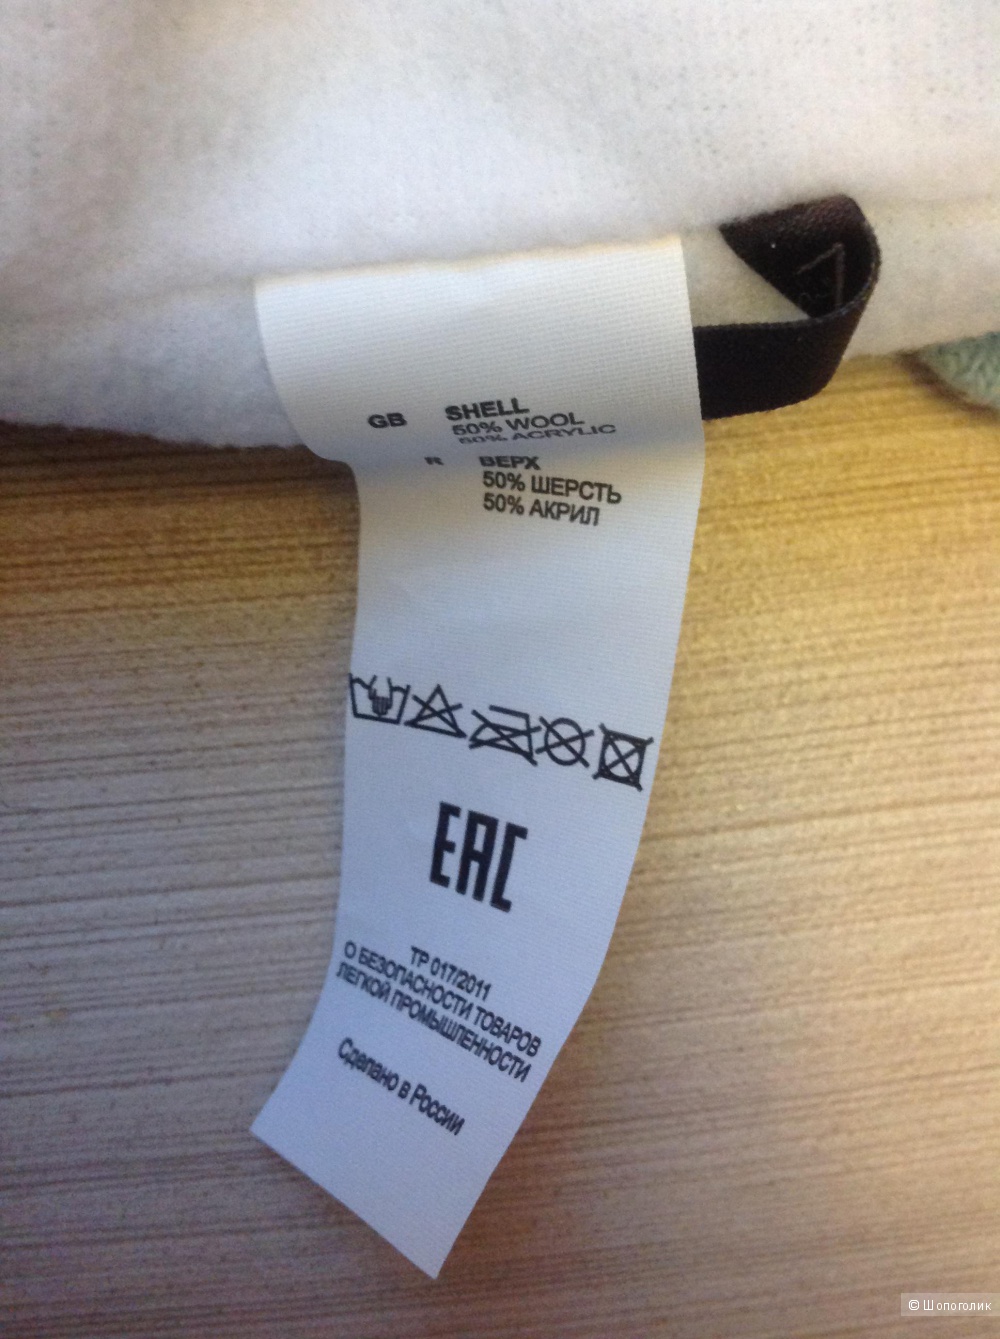 GB SHELL
50% WOOL
50% ACRYLIC
R ВЕРХ
50% ШЕРСТЬ
50% АКРИЛ
EAC
ТР 017/2011
О БЕЗОПАСНОСТИ ТОВАРОВ
ЛЕГКОЙ ПРОМЫШЛЕННОСТИ
Сделано в России
© Шопоголик